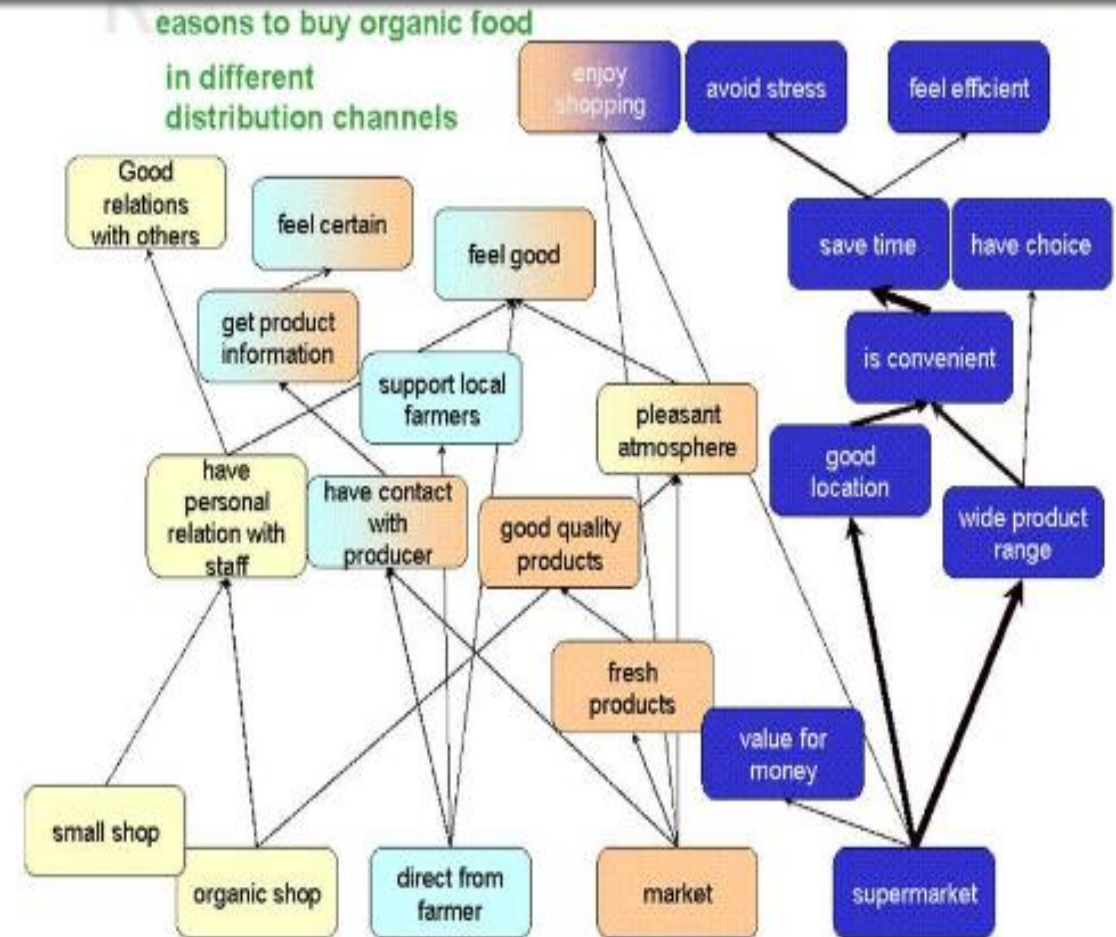 Reasons to buy organic food
in different
distribution channels
enjoy
shopping
avoid stress
feel efficient
Good
relations
with others
feel certain
feel good
save time
have choice
get product
information
support local
farmers
is convenient
pleasant
atmosphere
good
location
have
personal
relation with
staff
have contact
with
producer
good quality
products
wide product
range
fresh
products
value for
money
small shop
organic shop
direct from
farmer
market
supermarket